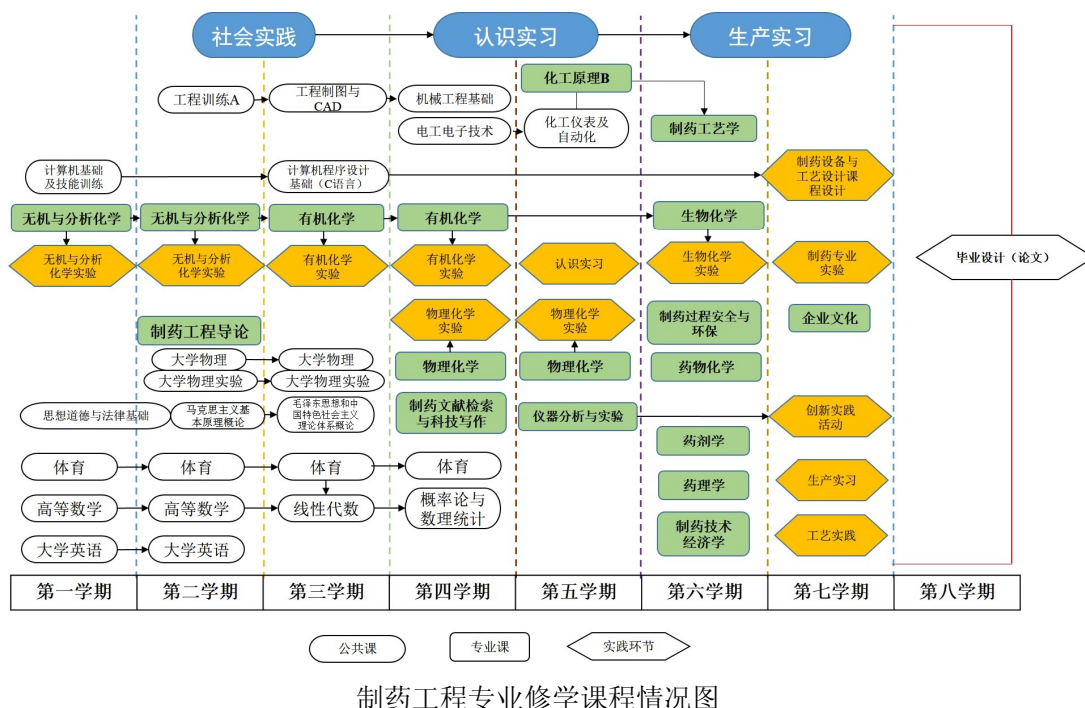 社会实践
认识实习
生产实习
化工原理B
工程训练A
工程制图与
CAD
机械工程基础
电工电子技术
化工仪表及
自动化
制药工艺学
计算机基础
及技能训练
计算机程序设计
基础（C语言）
制药设备与
工艺设计课
程设计
无机与分析化学
无机与分析化学
有机化学
有机化学
生物化学
无机与分析
化学实验
无机与分析
化学实验
有机化学
实验
有机化学
实验
认识实习
生物化学
实验
制药专业
实验
毕业设计（论文）
物理化学
实验
物理化学
实验
制药过程安全与
环保
企业文化
制药工程导论
大学物理
大学物理
物理化学
物理化学
药物化学
大学物理实验
大学物理实验
思想道德与法律基础
马克思主义基
本原理概论
毛泽东思想和中
国特色社会主义
理论体系概论
制药文献检索
与科技写作
仪器分析与实验
创新实践
活动
药剂学
体育
体育
体育
体育
药理学
生产实习
高等数学
高等数学
线性代数
概率论与
数理统计
制药技术
经济学
工艺实践
大学英语
大学英语
第一学期
第二学期
第三学期
第四学期
第五学期
第六学期
第七学期
第八学期
公共课
专业课
实践环节
制药工程专业修学课程情况图